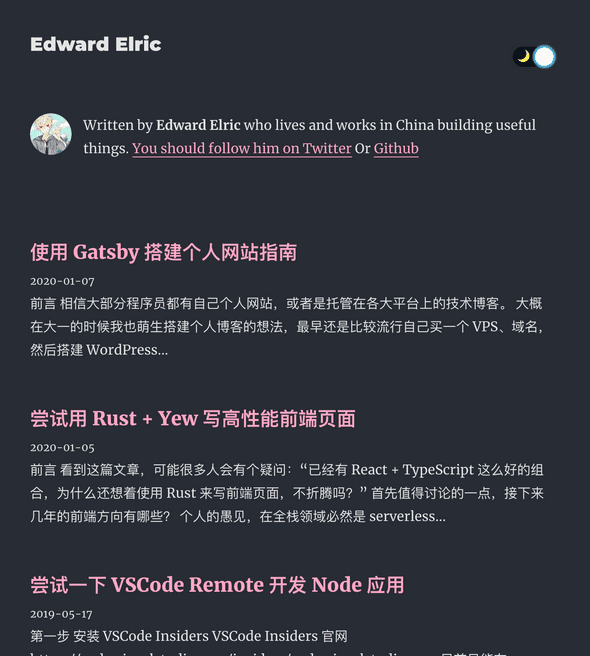 Edward Elric
Written by Edward Elric who lives and works in China building useful
things. You should follow him on Twitter Or Github
使用 Gatsby 搭建个人网站指南
2020-01-07
前言 相信大部分程序员都有自己个人网站，或者是托管在各大平台上的技术博客。 大概
在大一的时候我也萌生搭建个人博客的想法，最早还是比较流行自己买一个 VPS、域名，
然后搭建 WordPress…
尝试用 Rust + Yew 写高性能前端页面
2020-01-05
前言 看到这篇文章，可能很多人会有个疑问：“已经有 React + TypeScript 这么好的组
合，为什么还想着使用 Rust 来写前端页面，不折腾吗？” 首先值得讨论的一点，接下来
几年的前端方向有哪些？ 个人的愚见，在全栈领域必然是 serverless…
尝试一下 VSCode Remote 开发 Node 应用
2019-05-17
第一步 安装 VSCode Insiders VSCode Insiders 官网